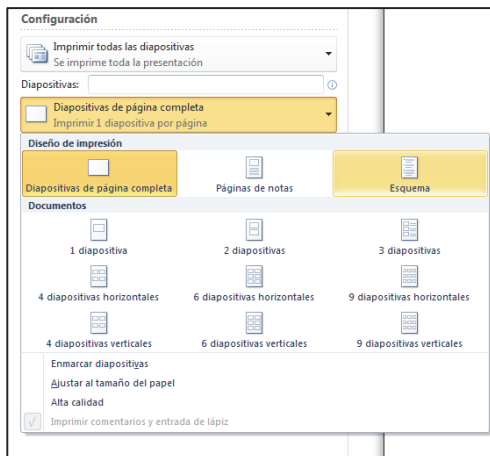 Configuración
Imprimir todas las diapositivas
Se imprime toda la presentación
Diapositivas:
Diapositivas de página completa
Imprimir 1 diapositiva por página
Diseño de impresión
Diapositivas de página completa Páginas de notas Esquema
Documentos
1 diapositiva 2 diapositivas 3 diapositivas
4 diapositivas horizontales 6 diapositivas horizontales 9 diapositivas horizontales
4 diapositivas verticales 6 diapositivas verticales 9 diapositivas verticales
Enmarcar diapositivas
Ajustar al tamaño del papel
Alta calidad
Imprimir comentarios y entrada de lápiz